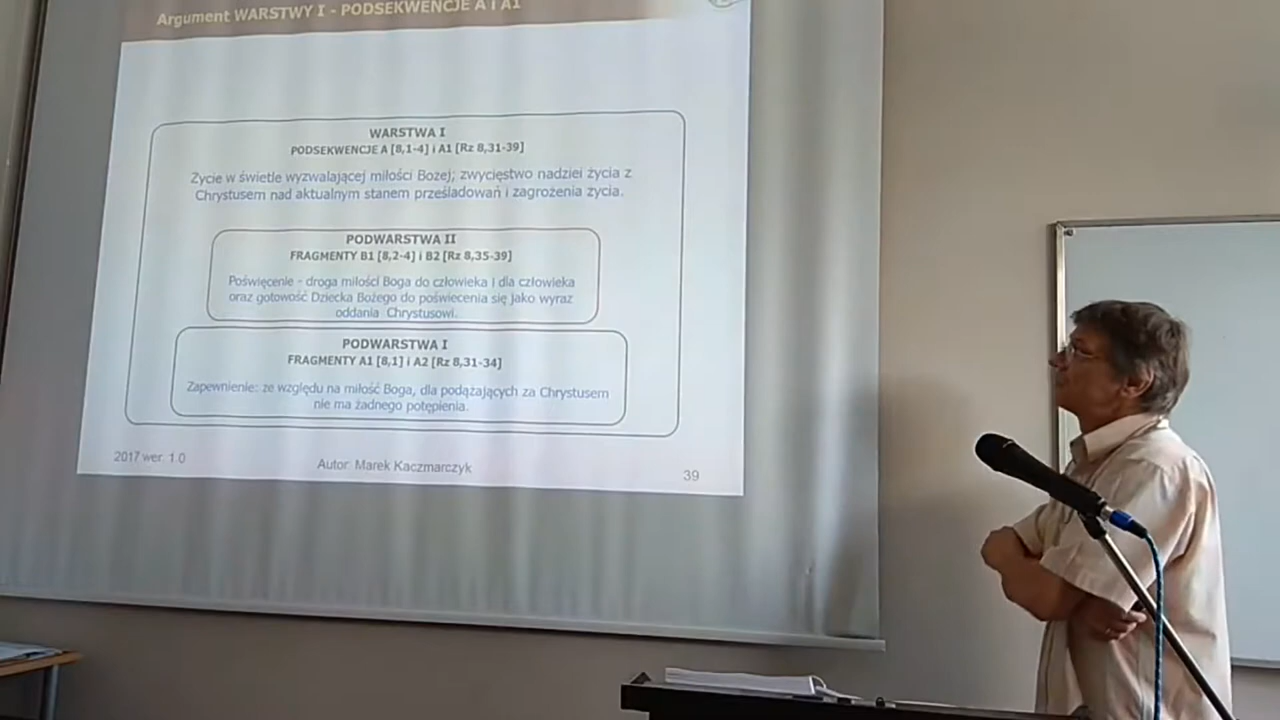 Argument WARSTWY I - PODSEKWENCJE A i A1
WARSTWA I
PODSEKWENCJE A [8,1-4] i A1 [Rz 8,31-39]
Życie w świetle wyzwalającej miłości Bożej; zwycięstwo nadziei życia z
Chrystusem nad aktualnym stanem prześladowań i zagrożenia życia.
PODWARSTWA II
FRAGMENTY B1 [8,2-4] i B2 [Rz 8,35-39]
Poświęcenie - droga miłości Boga do człowieka i dla człowieka
oraz gotowość Dziecka Bożego do poświecenia się jako wyraz
oddania Chrystusowi.
PODWARSTWA I
FRAGMENTY A1 [8,1] i A2 [Rz 8,31-34]
Zapewnienie: ze względu na miłość Boga, dla podążających za Chrystusem
nie ma żadnego potępienia.
2017 wer. 1.0
Autor: Marek Kaczmarczyk
39